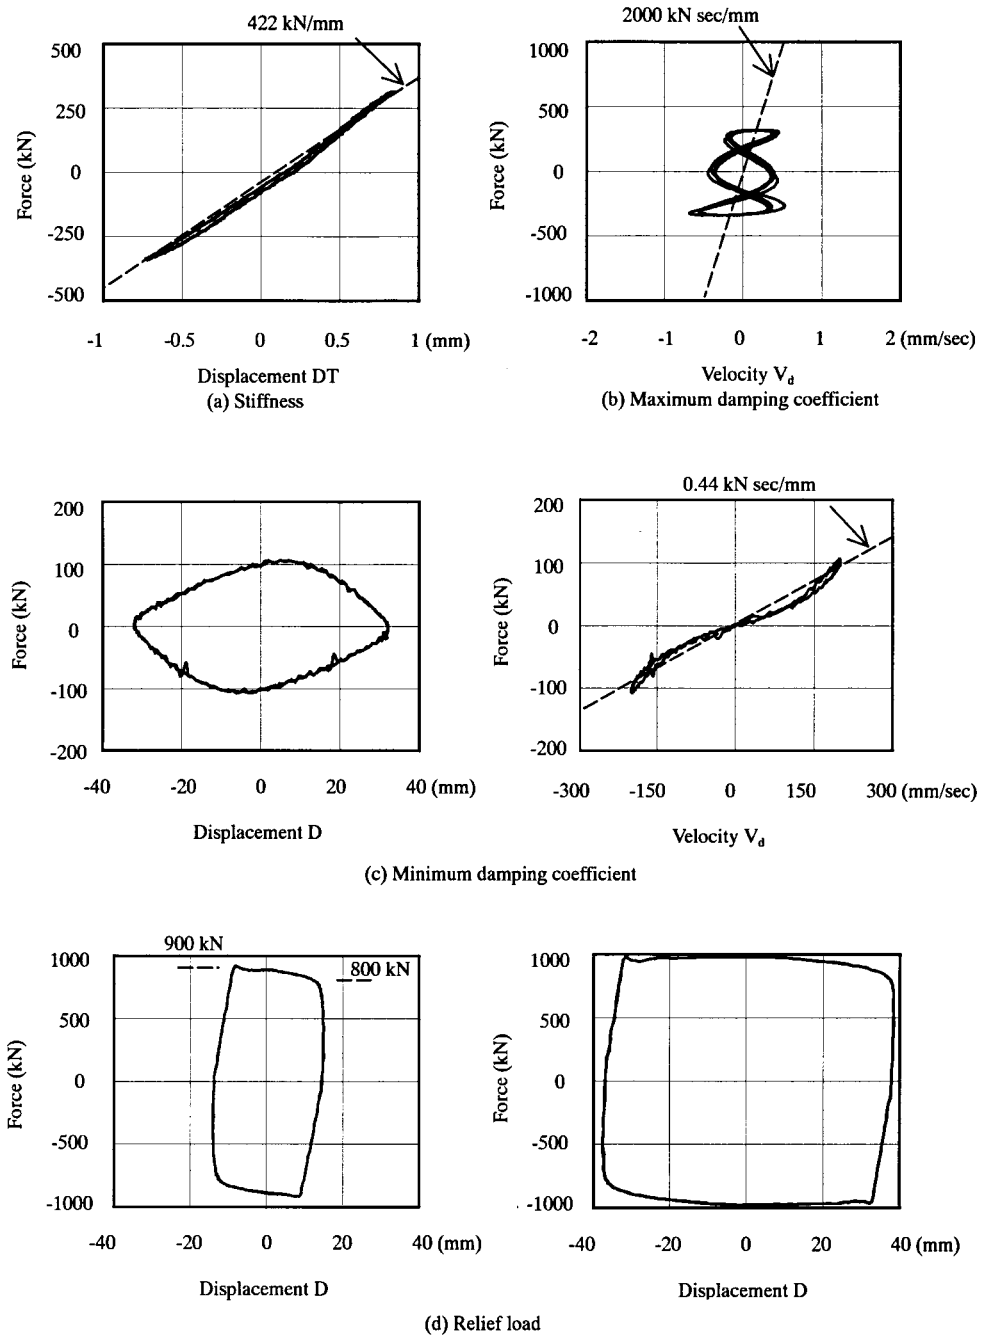 422 kN/mm
500
250
0
-250
-500
Force (kN)
-1 -0.5 0 0.5 1 (mm)
Displacement DT
(a) Stiffness
2000 kN sec/mm
1000
500
0
-500
-1000
Force (kN)
-2 -1 0 1 2 (mm/sec)
Velocity Vd
(b) Maximum damping coefficient
200
100
0
-100
-200
Force (kN)
-40 -20 0 20 40 (mm)
Displacement D
0.44 kN sec/mm
200
100
0
-100
-200
Force (kN)
-300 -150 0 150 300 (mm/sec)
Velocity Vd
(c) Minimum damping coefficient
900 kN
800 kN
1000
500
0
-500
-1000
Force (kN)
-40 -20 0 20 40 (mm)
Displacement D
1000
500
0
-500
-1000
Force (kN)
-40 -20 0 20 40 (mm)
Displacement D
(d) Relief load